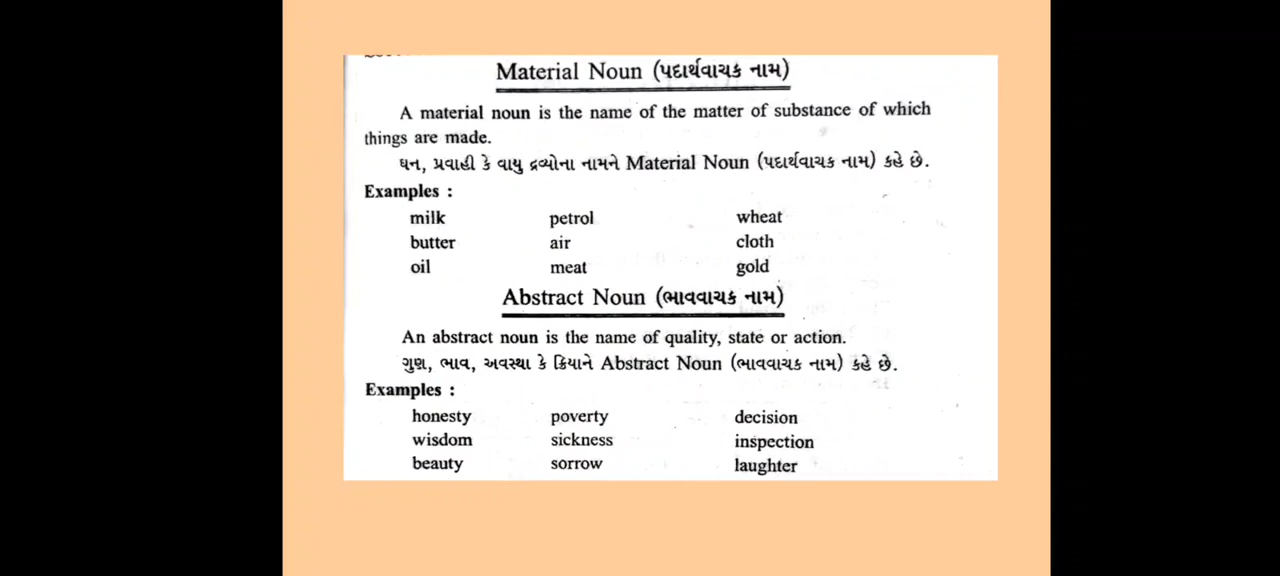 Material Noun (પદાર્થવાચક નામ)
A material noun is the name of the matter of substance of which
things are made.
ઘન, પ્રવાહી કે વાયુ દ્રવ્યોના નામને Material Noun (પદાર્થવાચક નામ) કહે છે.
Examples :
milk petrol wheat
butter air cloth
oil meat gold
Abstract Noun (ભાવવાચક નામ)
An abstract noun is the name of quality, state or action.
ગુણ, ભાવ, અવસ્થા કે ક્રિયાને Abstract Noun (ભાવવાચક નામ) કહે છે.
Examples :
honesty poverty decision
wisdom sickness inspection
beauty sorrow laughter